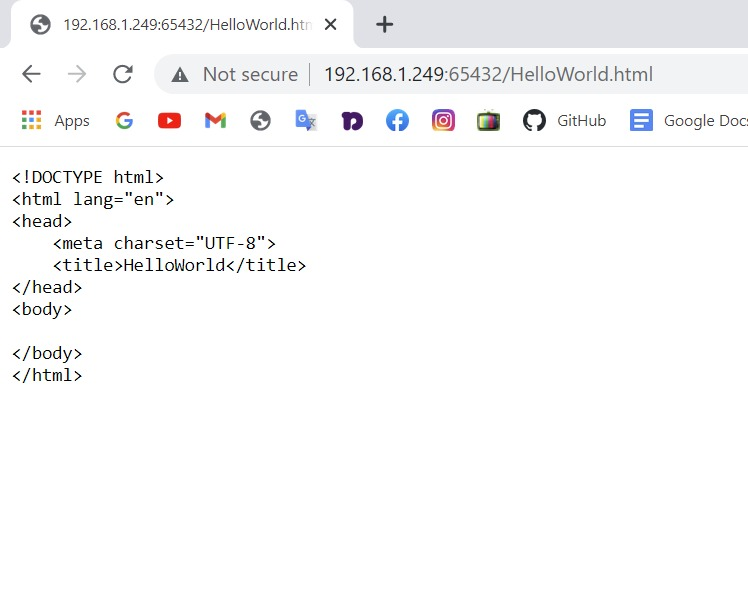 192.168.1.249:65432/HelloWorld.htm
Not secure 192.168.1.249:65432/HelloWorld.html
Apps GitHub Google Docs
<!DOCTYPE html>
<html lang="en">
<head>
    <meta charset="UTF-8">
    <title>HelloWorld</title>
</head>
<body>
</body>
</html>